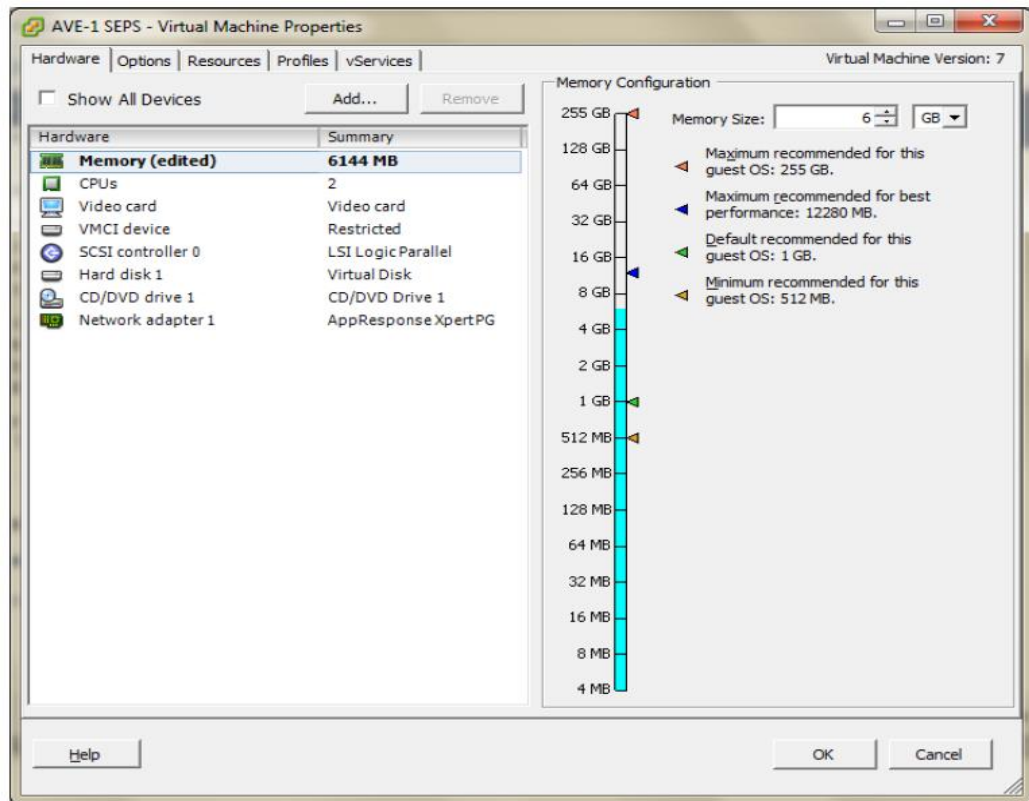 AVE-1 SEPS - Virtual Machine Properties
Hardware Options Resources Profiles vServices
Virtual Machine Version: 7
Show All Devices Add... Remove
Hardware Summary
Memory (edited) 6144 MB
CPUs 2
Video card Video card
VMCI device Restricted
SCSI controller 0 LSI Logic Parallel
Hard disk 1 Virtual Disk
CD/DVD drive 1 CD/DVD Drive 1
Network adapter 1 AppResponse XpertPG
Memory Configuration
255 GB
128 GB
64 GB
32 GB
16 GB
8 GB
4 GB
2 GB
1 GB
512 MB
256 MB
128 MB
64 MB
32 MB
16 MB
8 MB
4 MB
Memory Size: 6 GB
Maximum recommended for this
guest OS: 255 GB.
Maximum recommended for best
performance: 12280 MB.
Default recommended for this
guest OS: 1 GB.
Minimum recommended for this
guest OS: 512 MB.
Help OK Cancel